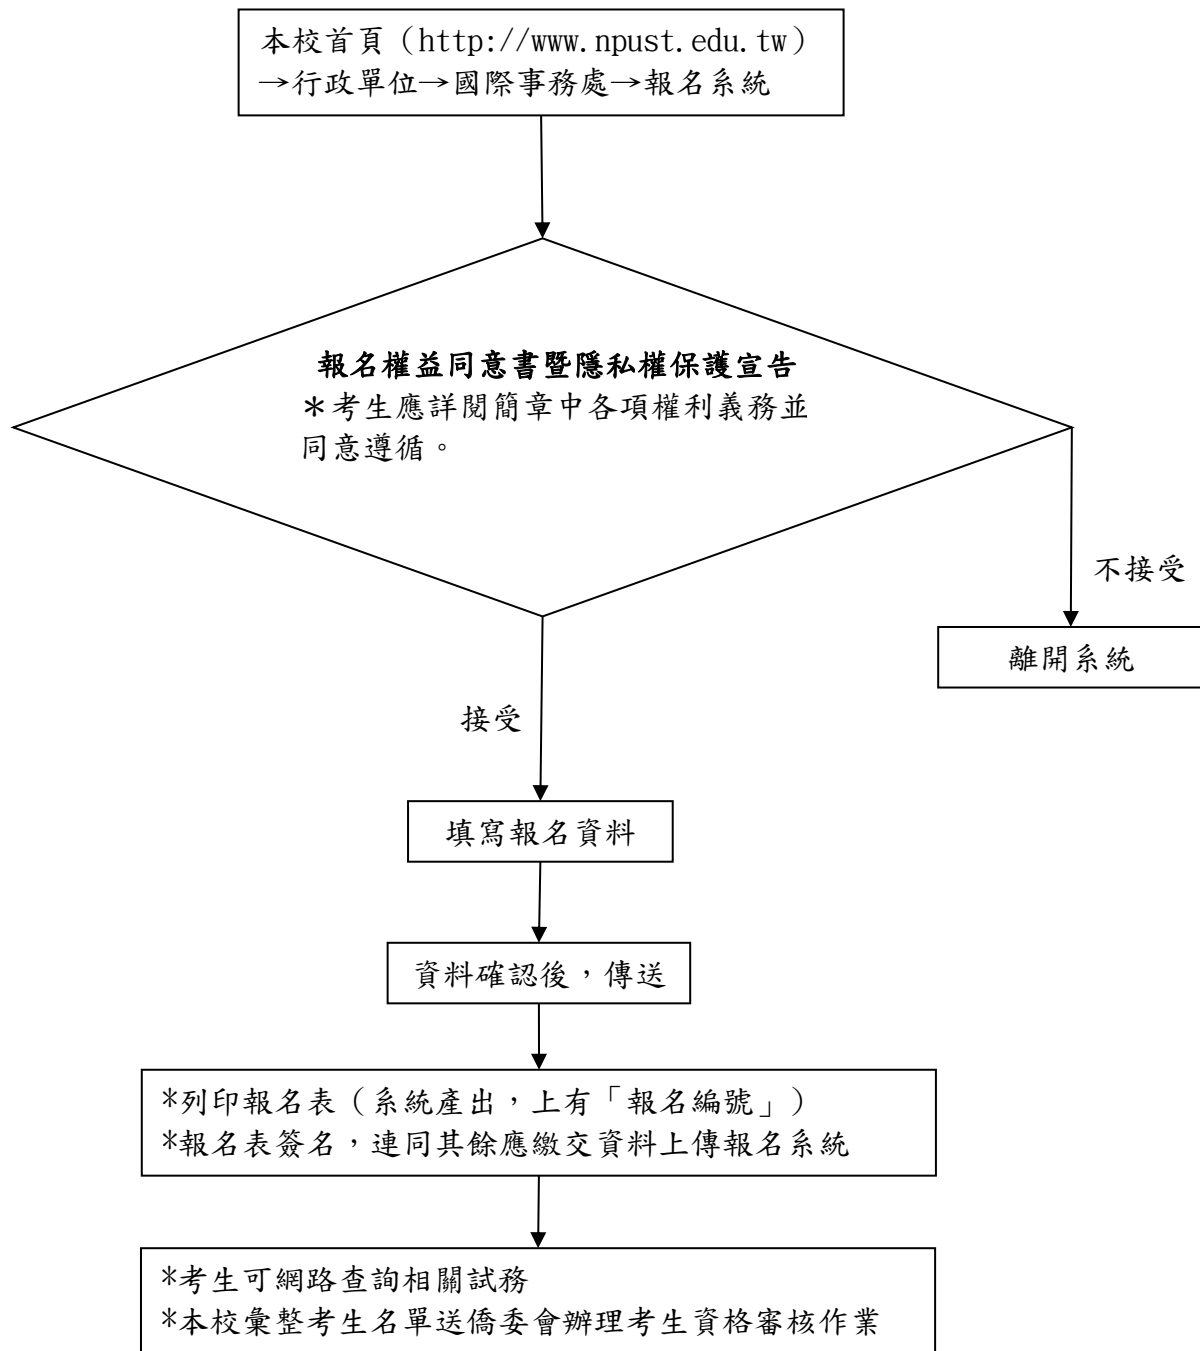 本校首頁（http://www.npust.edu.tw）
→行政單位→國際事務處→報名系統
報名權益同意書暨隱私權保護宣告
＊考生應詳閱簡章中各項權利義務並
同意遵循。
不接受
離開系統
接受
填寫報名資料
資料確認後，傳送
*列印報名表（系統產出，上有「報名編號」）
*報名表簽名，連同其餘應繳交資料上傳報名系統
*考生可網路查詢相關試務
*本校彙整考生名單送僑委會辦理考生資格審核作業